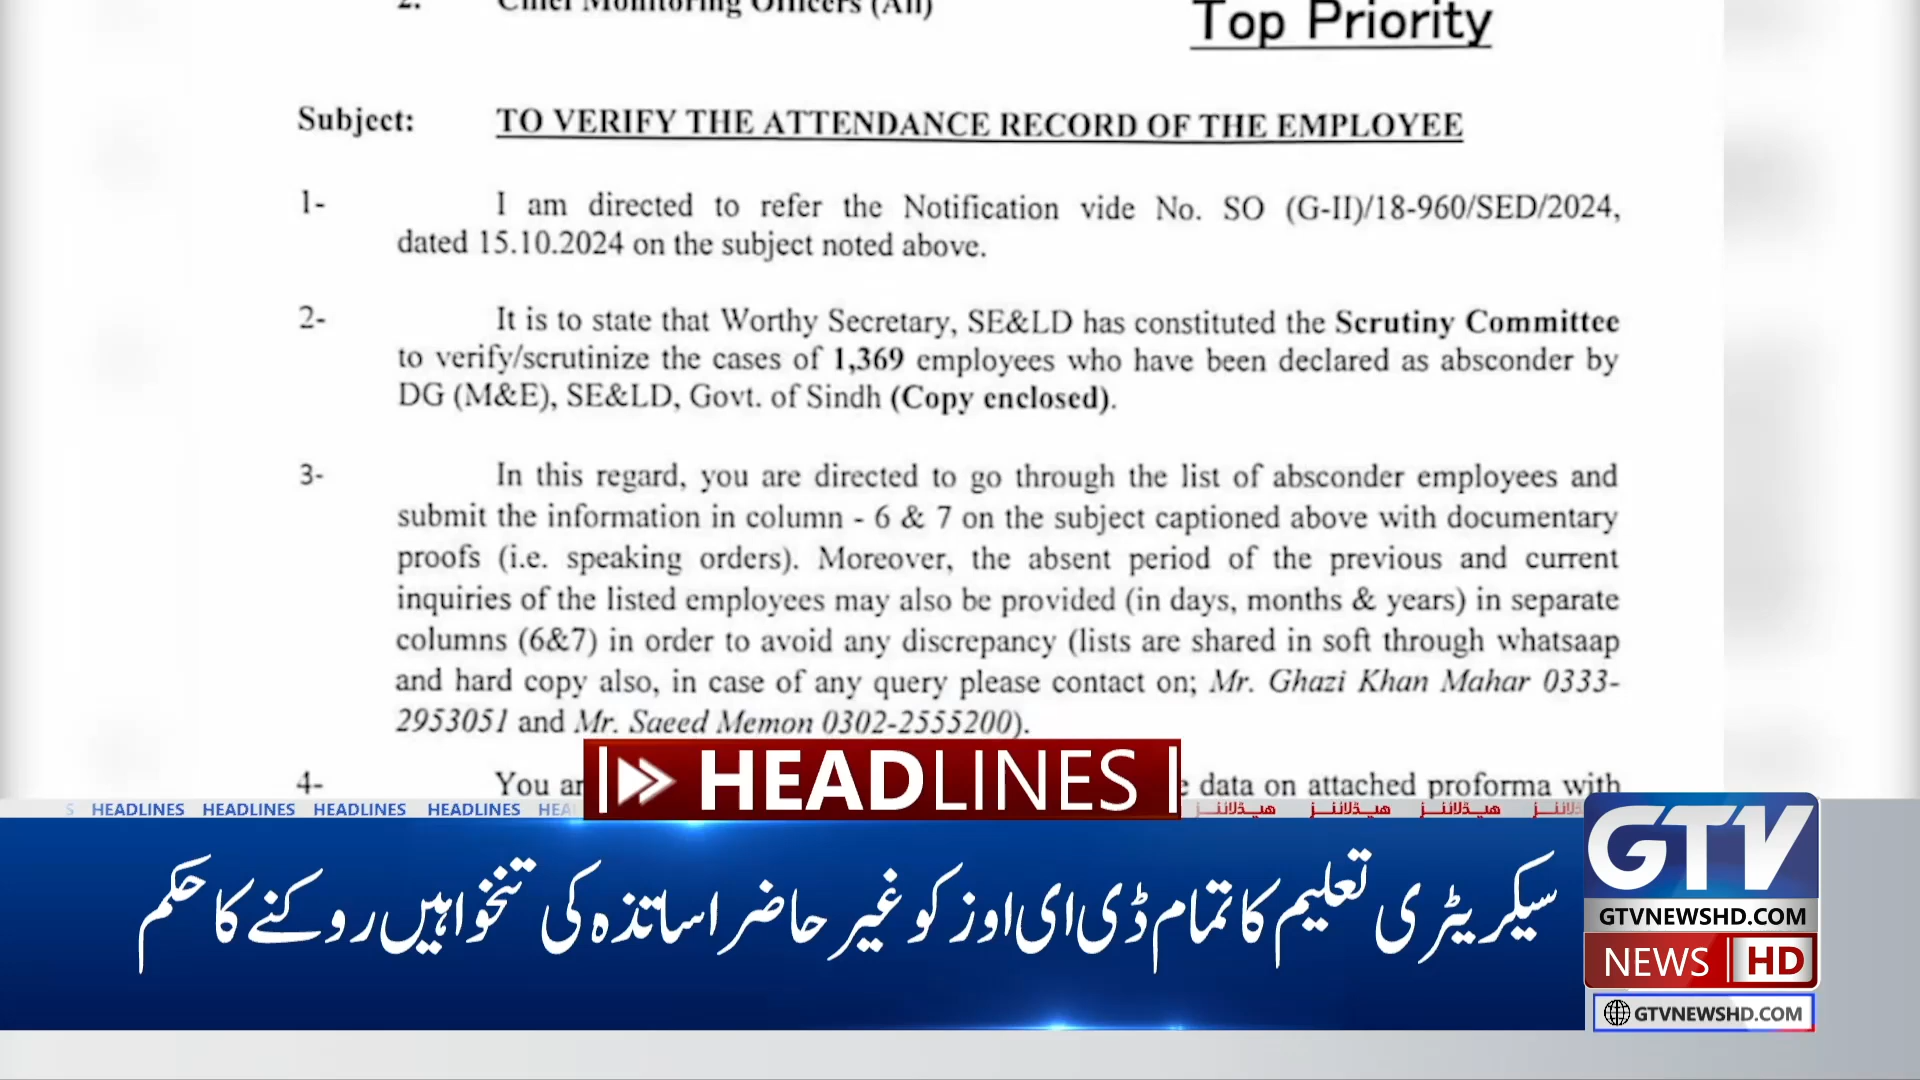 2. Chief Monitoring Officers (All)
Top Priority
Subject: TO VERIFY THE ATTENDANCE RECORD OF THE EMPLOYEE
1- I am directed to refer the Notification vide No. SO (G-II)/18-960/SED/2024,
dated 15.10.2024 on the subject noted above.
2- It is to state that Worthy Secretary, SE&LD has constituted the Scrutiny Committee
to verify/scrutinize the cases of 1,369 employees who have been declared as absconder by
DG (M&E), SE&LD, Govt. of Sindh (Copy enclosed).
3- In this regard, you are directed to go through the list of absconder employees and
submit the information in column - 6 & 7 on the subject captioned above with documentary
proofs (i.e. speaking orders). Moreover, the absent period of the previous and current
inquiries of the listed employees may also be provided (in days, months & years) in separate
columns (6&7) in order to avoid any discrepancy (lists are shared in soft through whatsaap
and hard copy also, in case of any query please contact on; Mr. Ghazi Khan Mahar 0333-
2953051 and Mr. Saeed Memon 0302-2555200).
4- You data on attached proforma with
HEADLINES
HEADLINES HEADLINES HEADLINES HEADLINES
ہیڈلائنز ہیڈلائنز ہیڈلائنز
سیکریٹری تعلیم کا تمام ڈی ای اوز کو غیر حاضر اساتذہ کی تنخواہیں روکنے کا حکم
GTV
GTVNEWSHD.COM
NEWS HD
GTVNEWSHD.COM